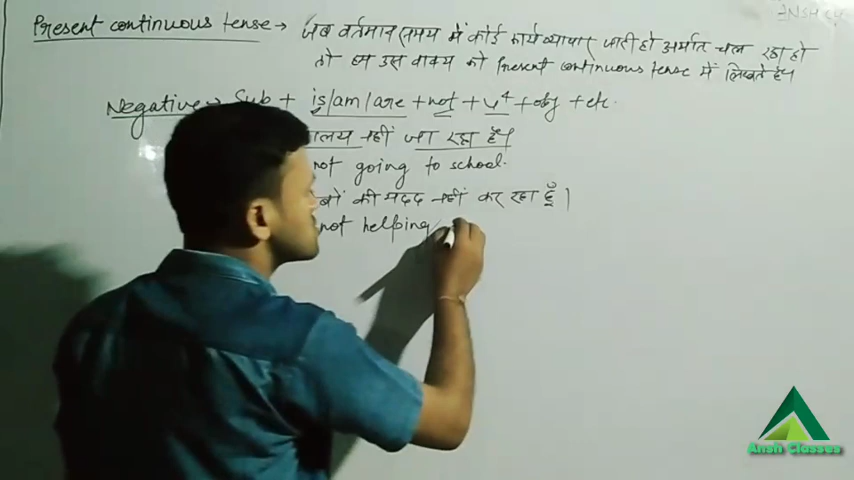 Present continuous tense → जब वर्तमान समय में कोई कार्य व्यापार जारी हो अर्थात चल रहा हो
तो हम उस वाक्य को Present continuous tense में लिखते है।
Negative → Sub + is/am/are + not + v4 + obj + etc.
नहीं जा रहा है।
not going to school.
की मदद नहीं कर रहा हूँ।
not helping
Ansh Classes